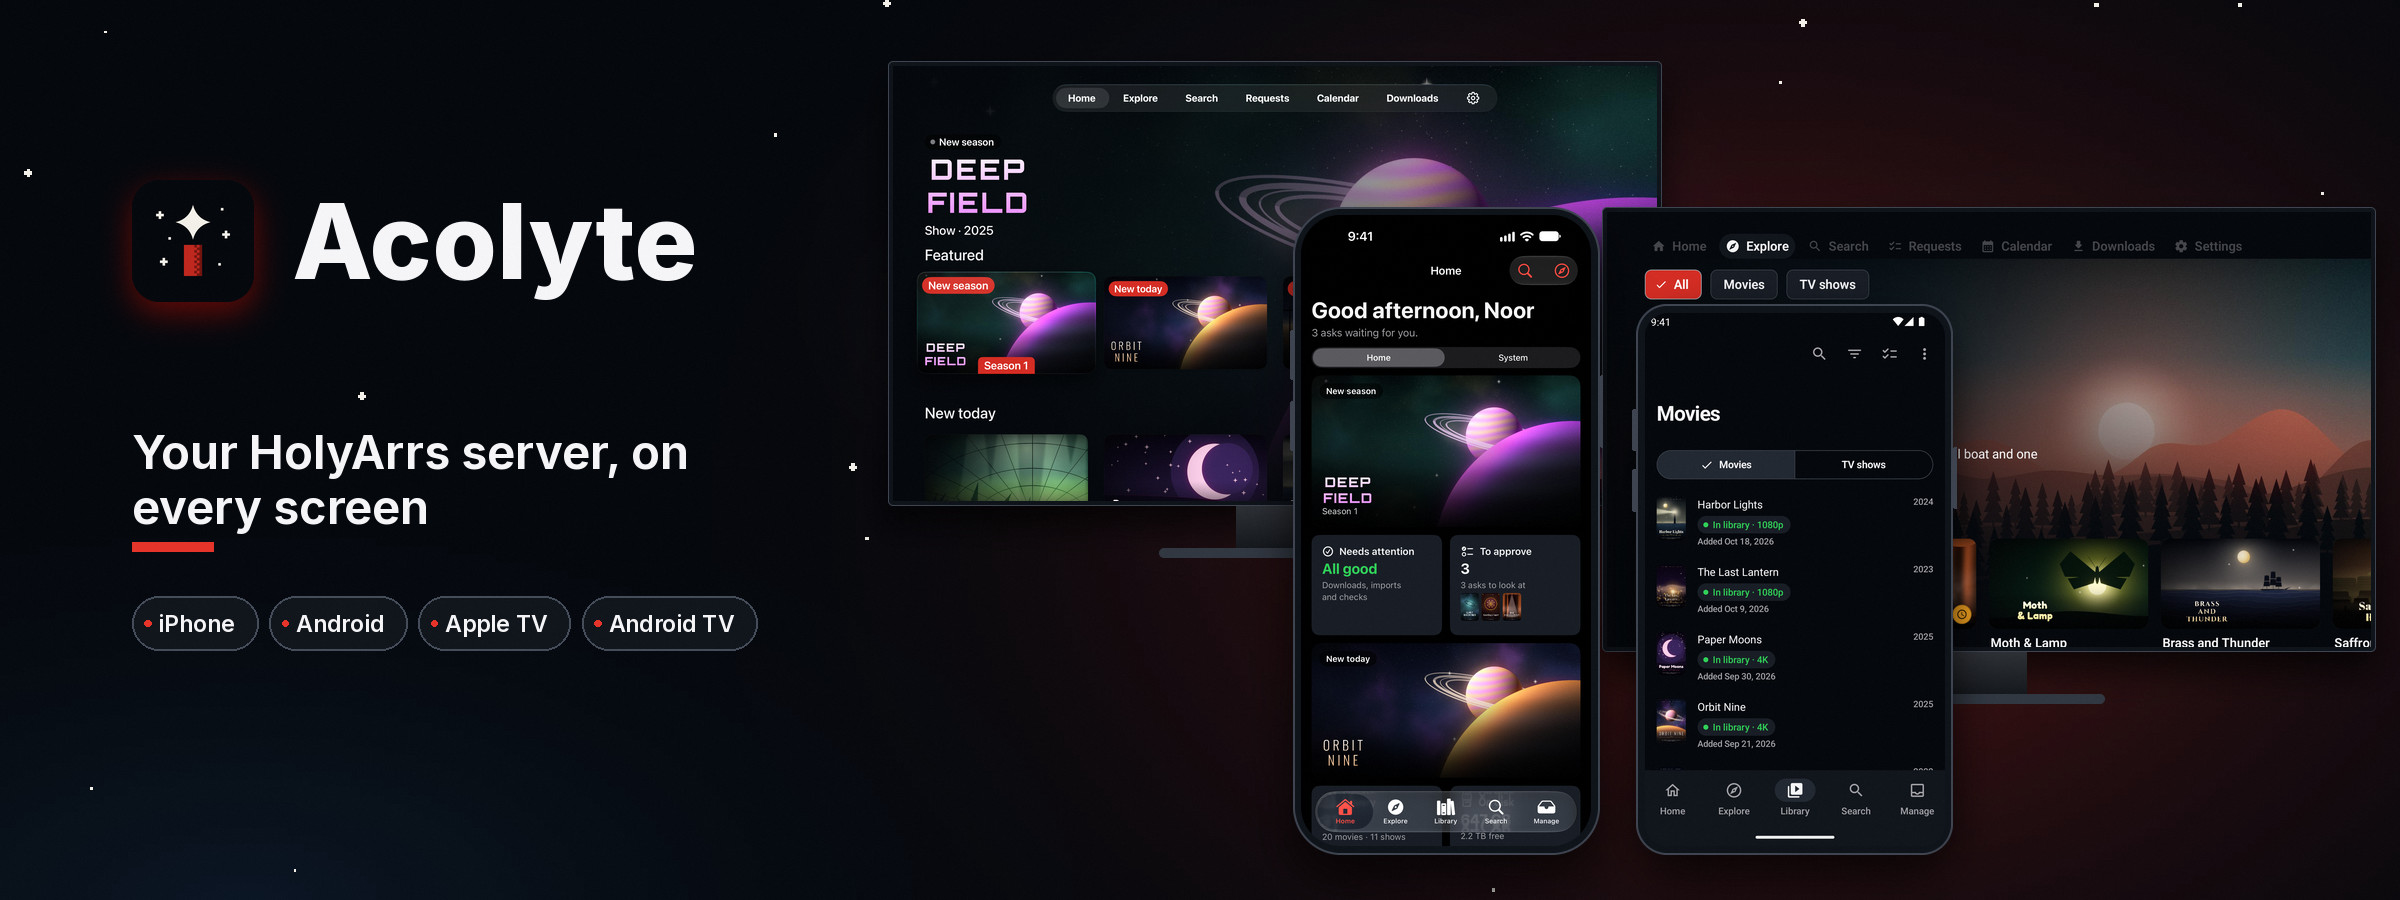 Acolyte
Your HolyArrs server, on
every screen
iPhone
Android
Apple TV
Android TV
Home
Explore
Search
Requests
Calendar
Downloads
New season
DEEP
FIELD
Show · 2025
Featured
New season
DEEP
FIELD
Season 1
New today
ORBIT
NINE
New today
9:41
Home
Good afternoon, Noor
3 asks waiting for you.
Home
System
New season
DEEP
FIELD
Season 1
Needs attention
All good
Downloads, imports
and checks
To approve
3
3 asks to look at
New today
ORBIT
NINE
Home
Explore
Library
Search
Manage
20 movies · 11 shows
2.2 TB free
Home
Explore
Search
Requests
Calendar
Downloads
Settings
All
Movies
TV shows
boat and one
Moth
& Lamp
BRASS
AND
THUNDER
Moth & Lamp
Brass and Thunder
9:41
Movies
Movies
TV shows
Harbor Lights
2024
In library · 1080p
Added Oct 18, 2026
The Last Lantern
2023
In library · 1080p
Added Oct 9, 2026
Paper Moons
Paper Moons
2025
In library · 4K
Added Sep 30, 2026
Orbit Nine
2025
In library · 4K
Added Sep 21, 2026
Home
Explore
Library
Search
Manage